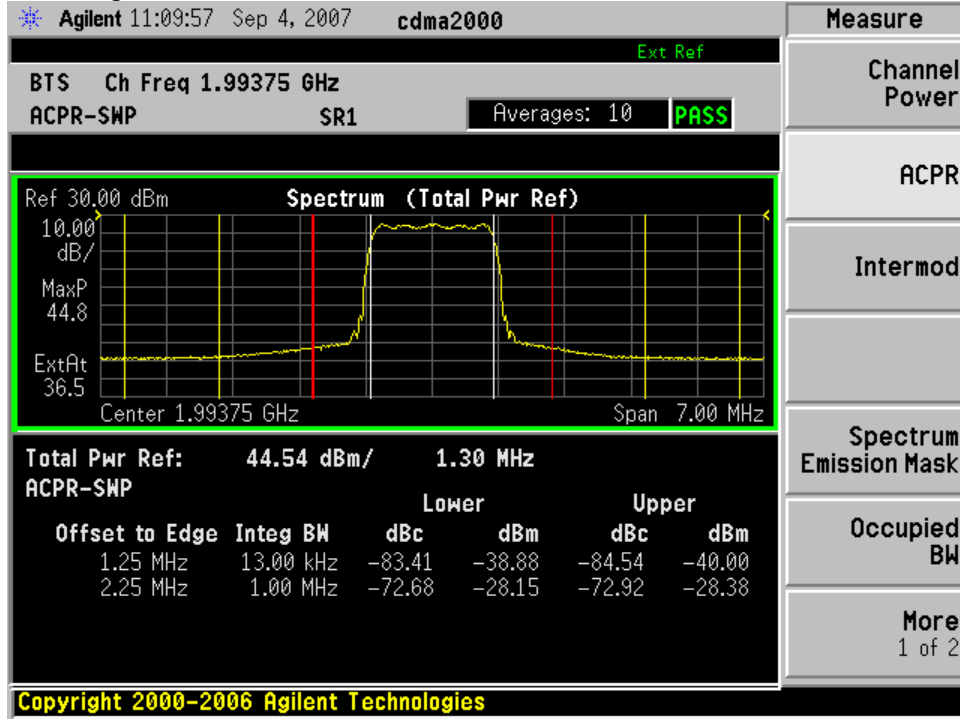 Agilent 11:09:57 Sep 4, 2007 cdma2000
Ext Ref
BTS Ch Freq 1.99375 GHz
ACPR-SWP SR1 Averages: 10 PASS
Ref 30.00 dBm Spectrum (Total Pwr Ref)
10.00
dB/
MaxP
44.8
ExtAt
36.5
Center 1.99375 GHz Span 7.00 MHz
Total Pwr Ref: 44.54 dBm/ 1.30 MHz
ACPR-SWP
Lower Upper
Offset to Edge Integ BW dBc dBm dBc dBm
1.25 MHz 13.00 kHz -83.41 -38.88 -84.54 -40.00
2.25 MHz 1.00 MHz -72.68 -28.15 -72.92 -28.38
Copyright 2000-2006 Agilent Technologies
Measure
Channel
Power
ACPR
Intermod
Spectrum
Emission Mask
Occupied
BW
More
1 of 2